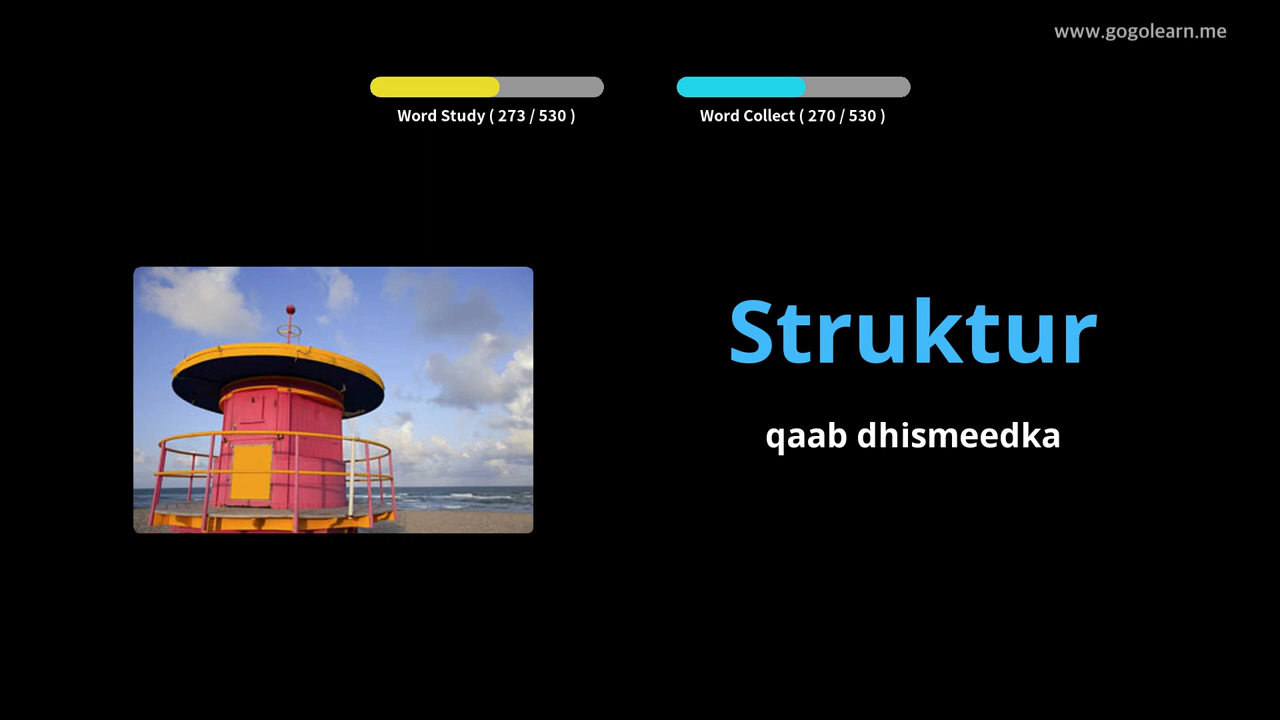 www.gogolearn.me
Word Study ( 273 / 530 )
Word Collect ( 270 / 530 )
Struktur
qaab dhismeedka